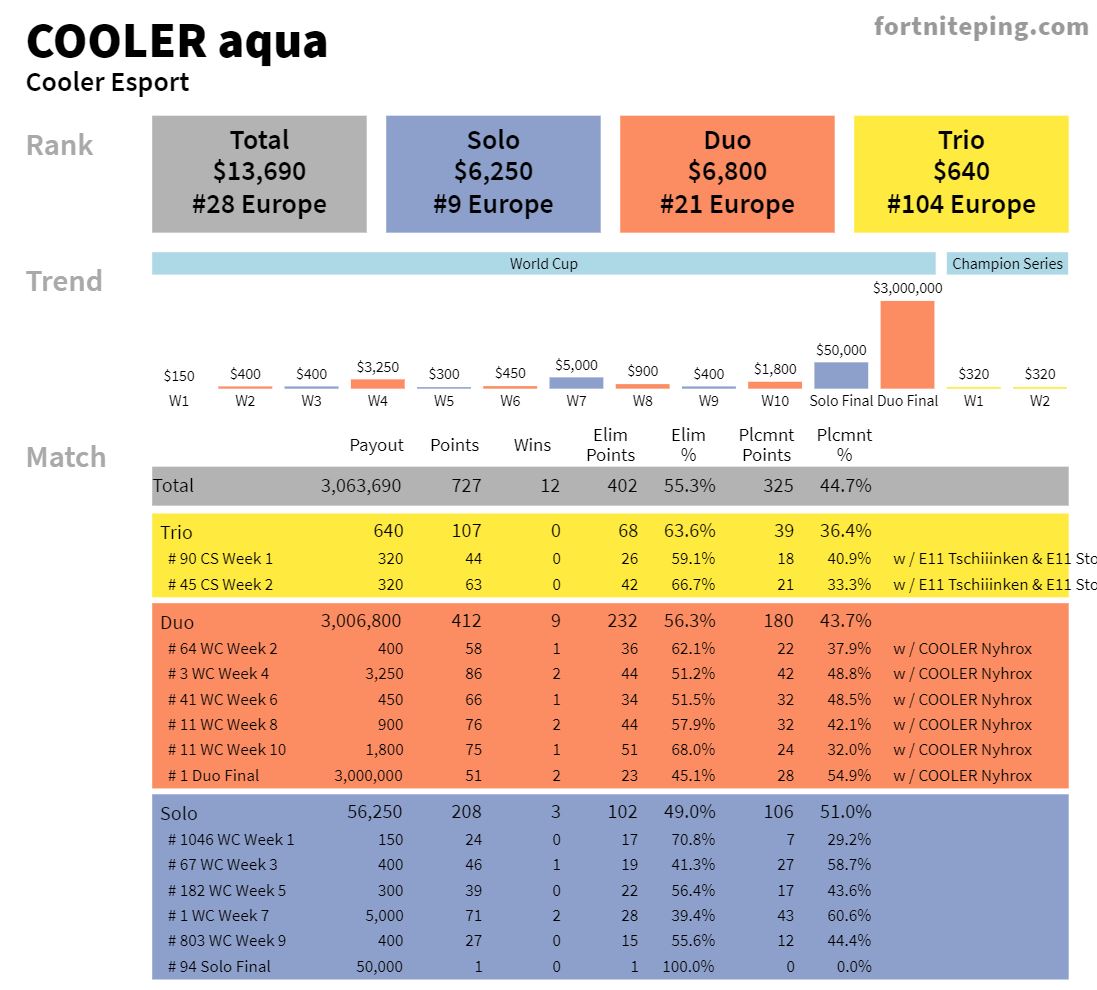 COOLER aqua
fortniteping.com
Cooler Esport
Rank
Total
$13,690
#28 Europe
Solo
$6,250
#9 Europe
Duo
$6,800
#21 Europe
Trio
$640
#104 Europe
Trend
World Cup
Champion Series
$150 $400 $400 $3,250 $300 $450 $5,000 $900 $400 $1,800 $50,000 $3,000,000 $320 $320
W1 W2 W3 W4 W5 W6 W7 W8 W9 W10 Solo Final Duo Final W1 W2
Match
Payout Points Wins Elim Points Elim % Plcmnt Points Plcmnt %
Total 3,063,690 727 12 402 55.3% 325 44.7%
Trio 640 107 0 68 63.6% 39 36.4%
# 90 CS Week 1 320 44 0 26 59.1% 18 40.9% w / E11 Tschiiinken & E11 Sto
# 45 CS Week 2 320 63 0 42 66.7% 21 33.3% w / E11 Tschiiinken & E11 Sto
Duo 3,006,800 412 9 232 56.3% 180 43.7%
# 64 WC Week 2 400 58 1 36 62.1% 22 37.9% w / COOLER Nyhrox
# 3 WC Week 4 3,250 86 2 44 51.2% 42 48.8% w / COOLER Nyhrox
# 41 WC Week 6 450 66 1 34 51.5% 32 48.5% w / COOLER Nyhrox
# 11 WC Week 8 900 76 2 44 57.9% 32 42.1% w / COOLER Nyhrox
# 11 WC Week 10 1,800 75 1 51 68.0% 24 32.0% w / COOLER Nyhrox
# 1 Duo Final 3,000,000 51 2 23 45.1% 28 54.9% w / COOLER Nyhrox
Solo 56,250 208 3 102 49.0% 106 51.0%
# 1046 WC Week 1 150 24 0 17 70.8% 7 29.2%
# 67 WC Week 3 400 46 1 19 41.3% 27 58.7%
# 182 WC Week 5 300 39 0 22 56.4% 17 43.6%
# 1 WC Week 7 5,000 71 2 28 39.4% 43 60.6%
# 803 WC Week 9 400 27 0 15 55.6% 12 44.4%
# 94 Solo Final 50,000 1 0 1 100.0% 0 0.0%